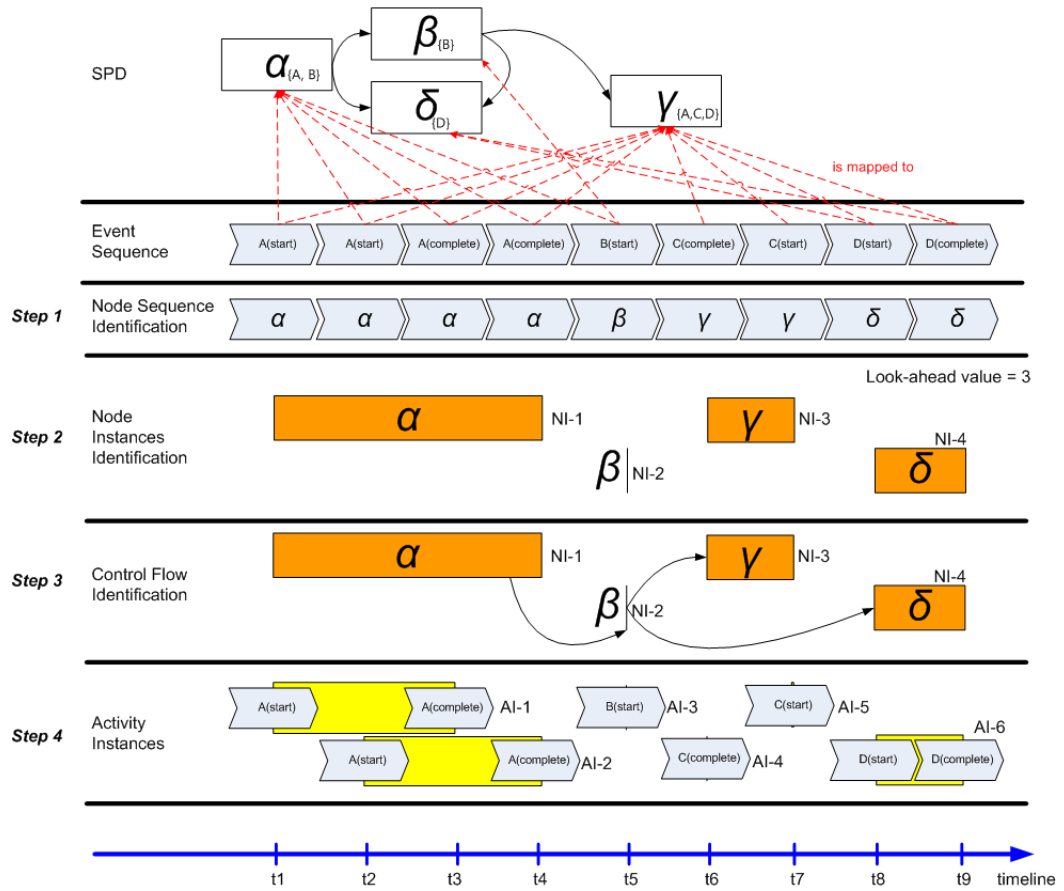 SPD
α{A, B}
β{B}
δ{D}
γ{A,C,D}
is mapped to
Event
Sequence
A(start)
A(start)
A(complete)
A(complete)
B(start)
C(complete)
C(start)
D(start)
D(complete)
Step 1
Node Sequence
Identification
α
α
α
α
β
γ
γ
δ
δ
Look-ahead value = 3
Step 2
Node
Instances
Identification
α
NI-1
β
NI-2
γ
NI-3
NI-4
δ
Step 3
Control Flow
Identification
α
NI-1
β
NI-2
γ
NI-3
NI-4
δ
Step 4
Activity
Instances
A(start)
A(complete)
AI-1
B(start)
AI-3
C(start)
AI-5
AI-6
A(start)
A(complete)
AI-2
C(complete)
AI-4
D(start)
D(complete)
t1
t2
t3
t4
t5
t6
t7
t8
t9
timeline